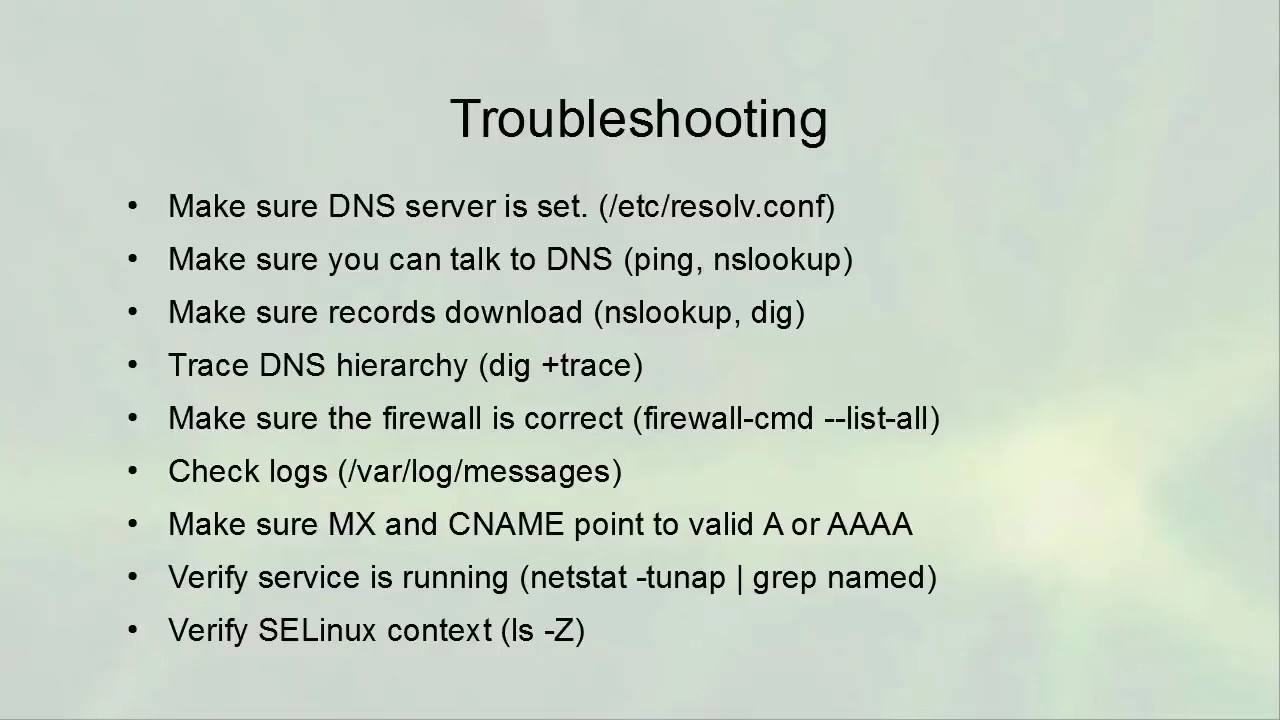 Troubleshooting
• Make sure DNS server is set. (/etc/resolv.conf)
• Make sure you can talk to DNS (ping, nslookup)
• Make sure records download (nslookup, dig)
• Trace DNS hierarchy (dig +trace)
• Make sure the firewall is correct (firewall-cmd --list-all)
• Check logs (/var/log/messages)
• Make sure MX and CNAME point to valid A or AAAA
• Verify service is running (netstat -tunap | grep named)
• Verify SELinux context (ls -Z)